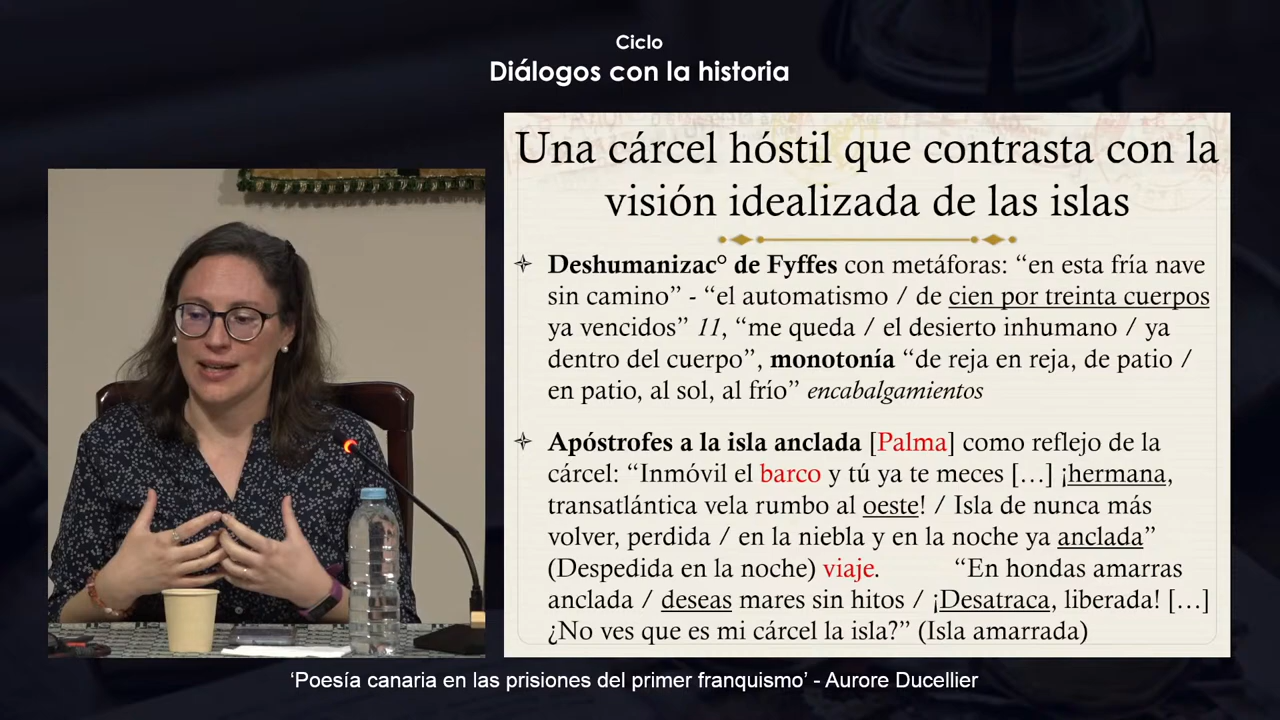 Ciclo
Diálogos con la historia
Una cárcel hóstil que contrasta con la
visión idealizada de las islas
Deshumanizac° de Fyffes con metáforas: “en esta fría nave
sin camino” - “el automatismo / de cien por treinta cuerpos
ya vencidos” 11, “me queda / el desierto inhumano / ya
dentro del cuerpo”, monotonía “de reja en reja, de patio /
en patio, al sol, al frío” encabalgamientos
Apóstrofes a la isla anclada [Palma] como reflejo de la
cárcel: “Inmóvil el barco y tú ya te meces […] ¡hermana,
transatlántica vela rumbo al oeste! / Isla de nunca más
volver, perdida / en la niebla y en la noche ya anclada”
(Despedida en la noche) viaje. “En hondas amarras
anclada / deseas mares sin hitos / ¡Desatraca, liberada! […]
¿No ves que es mi cárcel la isla?” (Isla amarrada)
‘Poesía canaria en las prisiones del primer franquismo’ - Aurore Ducellier